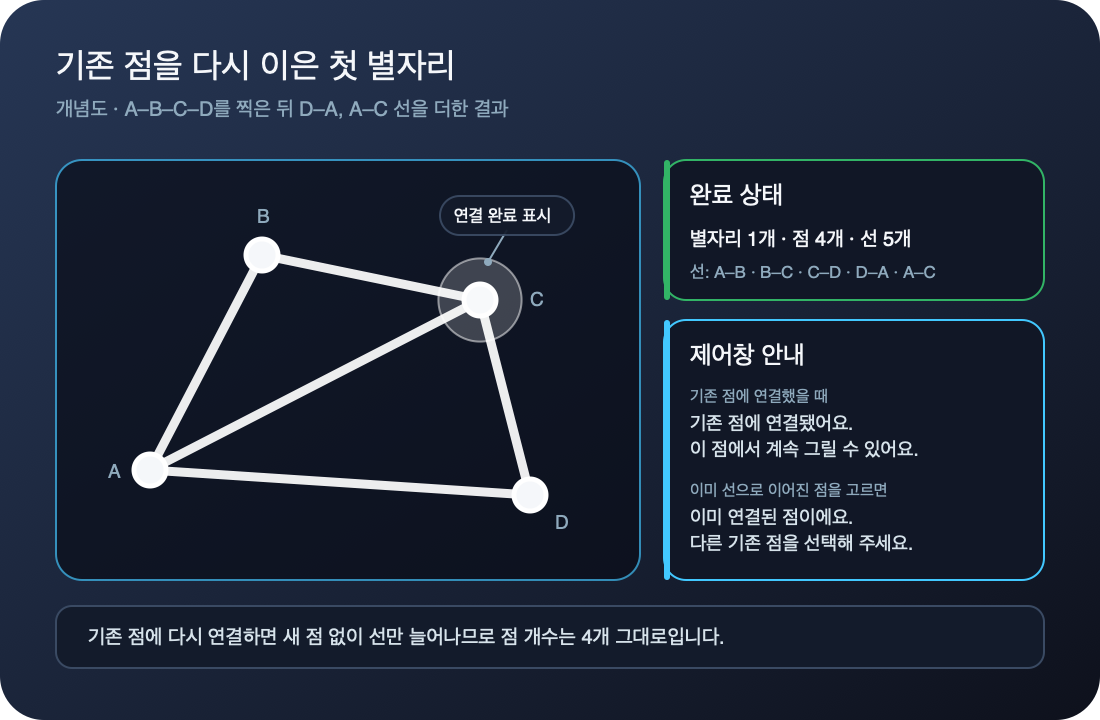 기존 점을 다시 이은 첫 별자리
개념도 · A–B–C–D를 찍은 뒤 D–A, A–C 선을 더한 결과
B
연결 완료 표시
C
A
D
완료 상태
별자리 1개 · 점 4개 · 선 5개
선: A–B · B–C · C–D · D–A · A–C
제어창 안내
기존 점에 연결했을 때
기존 점에 연결됐어요.
이 점에서 계속 그릴 수 있어요.
이미 선으로 이어진 점을 고르면
이미 연결된 점이에요.
다른 기존 점을 선택해 주세요.
기존 점에 다시 연결하면 새 점 없이 선만 늘어나므로 점 개수는 4개 그대로입니다.